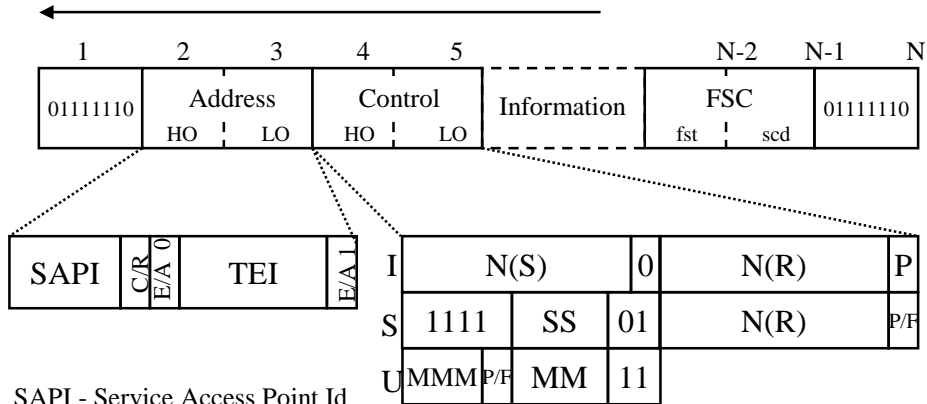 1 2 3 4 5 N-2 N-1 N
01111110 Address Control Information FSC 01111110
HO LO HO LO fst scd
SAPI C/R E/A 0 TEI E/A 1
I N(S) 0 N(R) P
S 1111 SS 01 N(R) P/F
U MMM P/F MM 11
SAPI - Service Access Point Id